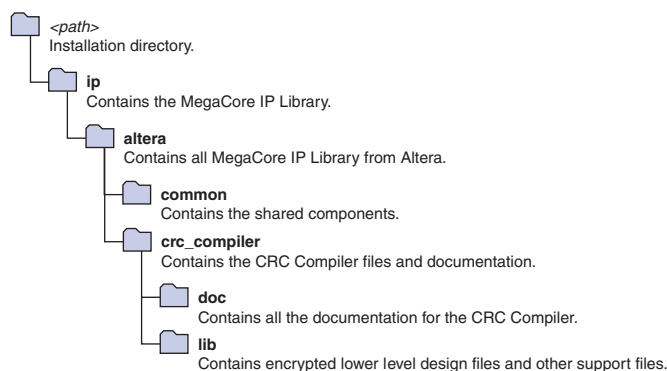 <path>
Installation directory.
ip
Contains the MegaCore IP Library.
altera
Contains all MegaCore IP Library from Altera.
common
Contains the shared components.
crc_compiler
Contains the CRC Compiler files and documentation.
doc
Contains all the documentation for the CRC Compiler.
lib
Contains encrypted lower level design files and other support files.